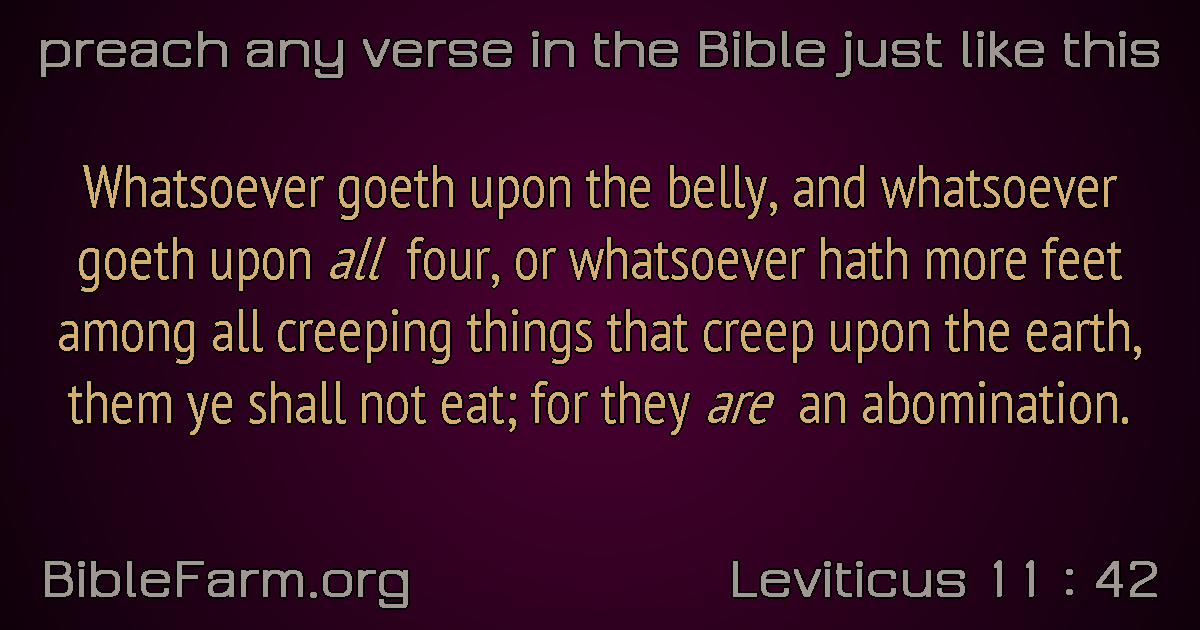 preach any verse in the Bible just like this
Whatsoever goeth upon the belly, and whatsoever
goeth upon all four, or whatsoever hath more feet
among all creeping things that creep upon the earth,
them ye shall not eat; for they are an abomination.
BibleFarm.org
Leviticus 11 : 42